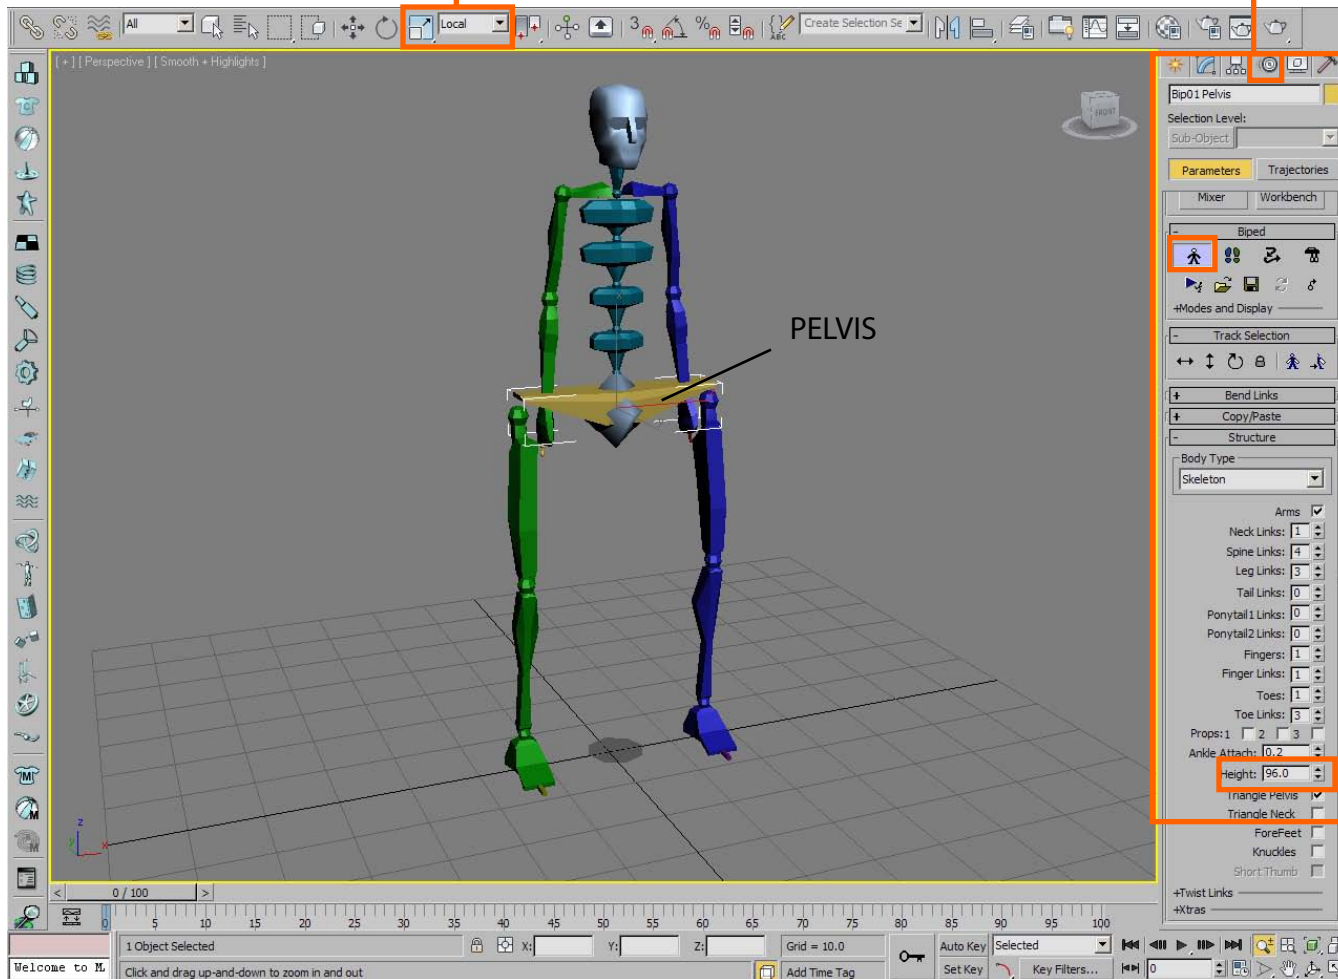 All
Local
3
%
ABC
Create Selection Se
[ + ] [ Perspective ] [ Smooth + Highlights ]
FRONT
PELVIS
z
y
x
Bip01 Pelvis
Selection Level:
Sub-Object
Parameters Trajectories
Mixer Workbench
- Biped
+Modes and Display
- Track Selection
+ Bend Links
+ Copy/Paste
- Structure
Body Type
Skeleton
Arms
Neck Links: 1
Spine Links: 4
Leg Links: 3
Tail Links: 0
Ponytail1 Links: 0
Ponytail2 Links: 0
Fingers: 1
Finger Links: 1
Toes: 1
Toe Links: 3
Props: 1 2 3
Ankle Attach: 0.2
Height: 96.0
Triangle Pelvis
Triangle Neck
ForeFeet
Knuckles
Short Thumb
+Twist Links
+Xtras
< 0 / 100 >
0 5 10 15 20 25 30 35 40 45 50 55 60 65 70 75 80 85 90 95 100
1 Object Selected X: Y: Z: Grid = 10.0 Auto Key Selected
Welcome to M Click and drag up-and-down to zoom in and out Add Time Tag Set Key Key Filters... 0